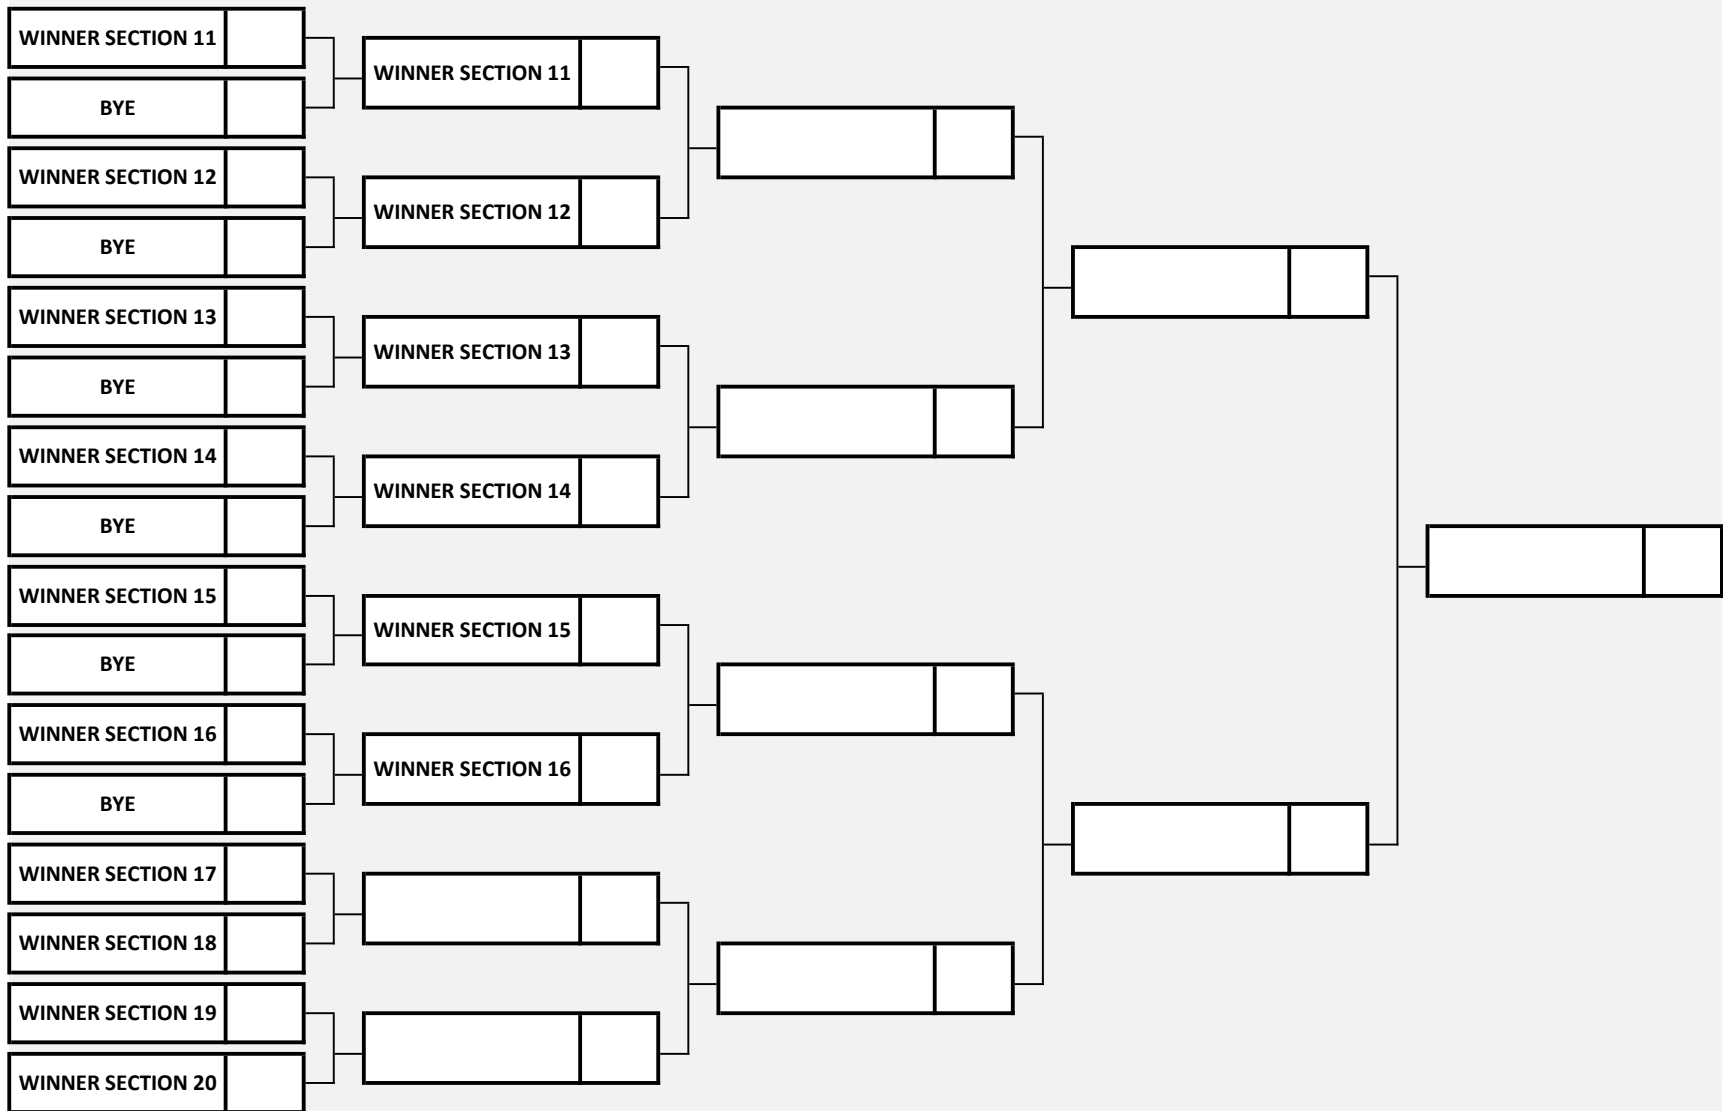 WINNER SECTION 11
BYE
WINNER SECTION 12
BYE
WINNER SECTION 13
BYE
WINNER SECTION 14
BYE
WINNER SECTION 15
BYE
WINNER SECTION 16
BYE
WINNER SECTION 17
WINNER SECTION 18
WINNER SECTION 19
WINNER SECTION 20
WINNER SECTION 11
WINNER SECTION 12
WINNER SECTION 13
WINNER SECTION 14
WINNER SECTION 15
WINNER SECTION 16